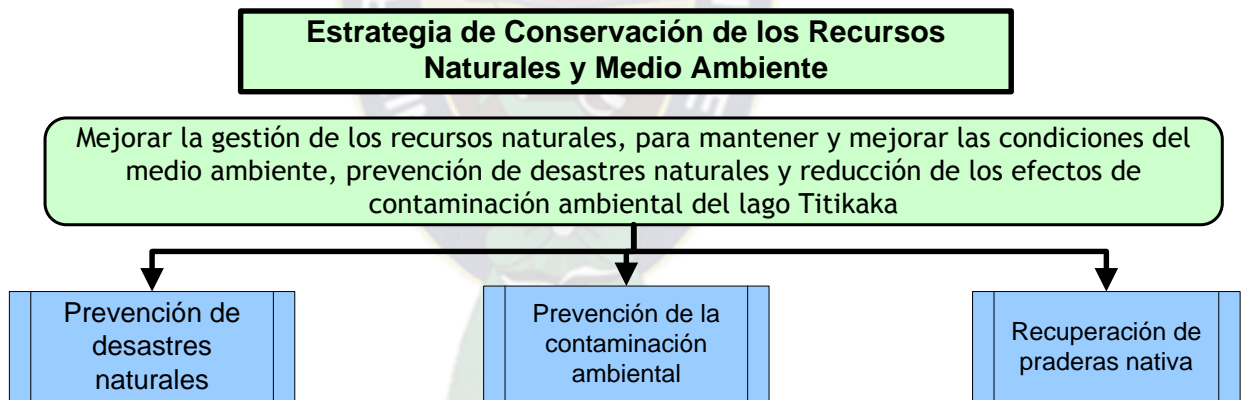 Estrategia de Conservación de los Recursos
Naturales y Medio Ambiente
Mejorar la gestión de los recursos naturales, para mantener y mejorar las condiciones del
medio ambiente, prevención de desastres naturales y reducción de los efectos de
contaminación ambiental del lago Titikaka
Prevención de
desastres
naturales
Prevención de la
contaminación
ambiental
Recuperación de
praderas nativa